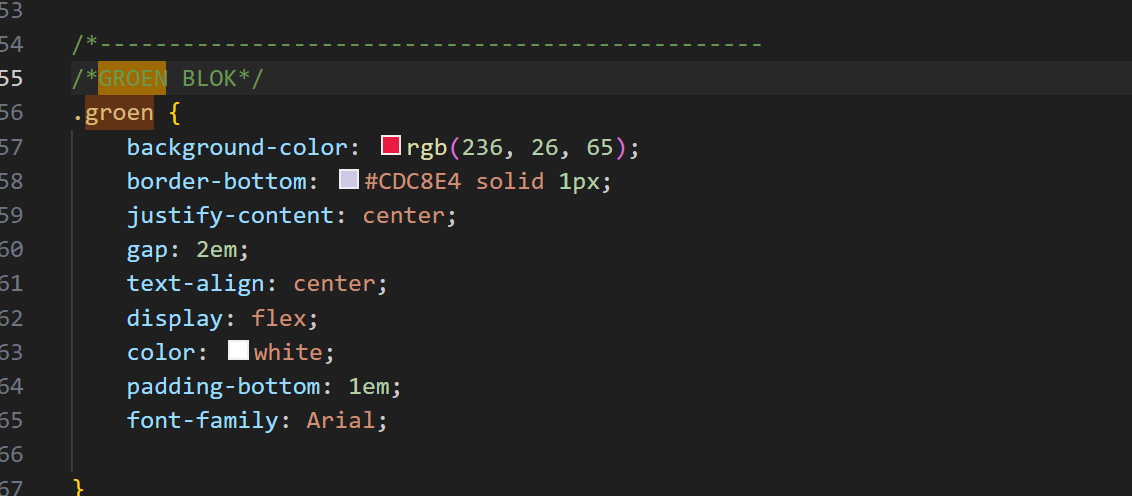 53
54 /*------------------------------------------------
55 /*GROEN BLOK*/
56 .groen {
57 background-color: rgb(236, 26, 65);
58 border-bottom: #CDC8E4 solid 1px;
59 justify-content: center;
60 gap: 2em;
61 text-align: center;
62 display: flex;
63 color: white;
64 padding-bottom: 1em;
65 font-family: Arial;
66
67 }